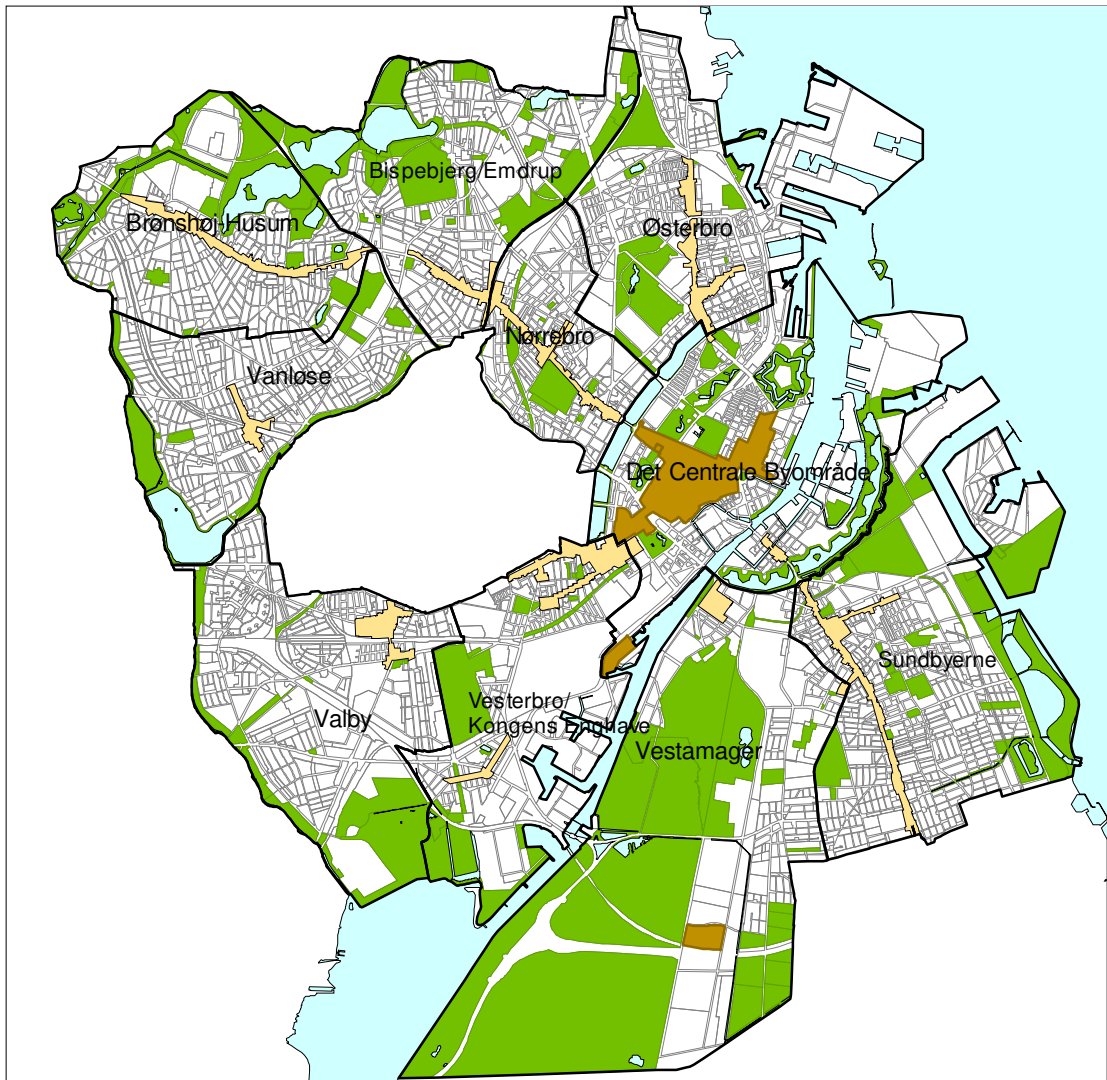 Bispebjerg Emdrup
Brønshøj-Husum
Østerbro
Nørrebro
Vanløse
Det Centrale Byområde
Sundbyerne
Vesterbro/
Kongens Enghave
Valby
Vestamager